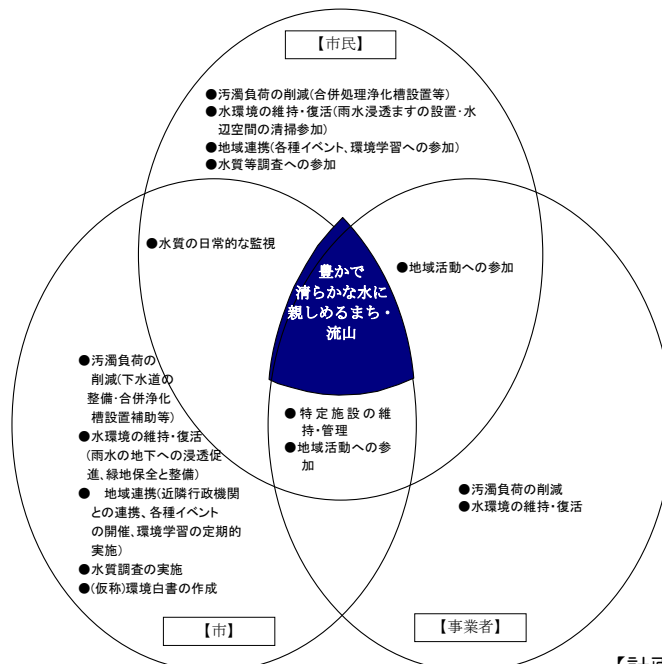 【市民】
●汚濁負荷の削減(合併処理浄化槽設置等)
●水環境の維持・復活(雨水浸透ますの設置・水
辺空間の清掃参加)
●地域連携(各種イベント、環境学習への参加)
●水質等調査への参加
●水質の日常的な監視
●地域活動への参加
豊かで
清らかな水に
親しめるまち・
流山
●汚濁負荷の
削減(下水道の
整備・合併浄化
槽設置補助等)
●水環境の維持・復活
(雨水の地下への浸透促
進、緑地保全と整備)
● 地域連携(近隣行政機関
との連携、各種イベント
の開催、環境学習の定期的
実施)
●水質調査の実施
●(仮称)環境白書の作成
●特定施設の維
持・管理
●地域活動への参
加
●汚濁負荷の削減
●水環境の維持・復活
【市】
【事業者】